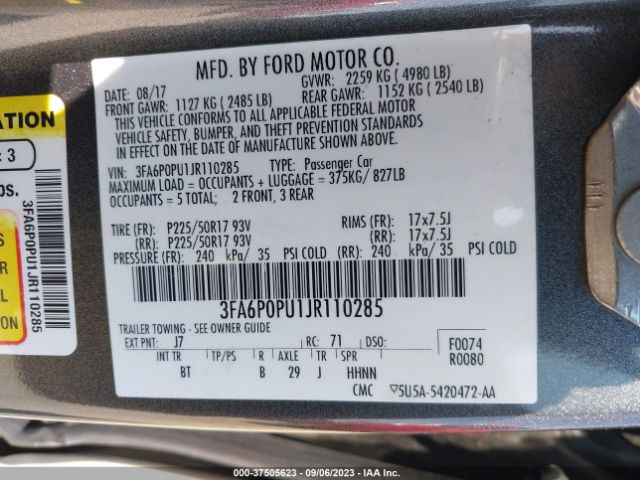 MFD. BY FORD MOTOR CO.
DATE: 08/17 GVWR: 2259 KG ( 4980 LB)
FRONT GAWR: 1127 KG ( 2485 LB) REAR GAWR: 1152 KG ( 2540 LB)
THIS VEHICLE CONFORMS TO ALL APPLICABLE FEDERAL MOTOR
VEHICLE SAFETY, BUMPER, AND THEFT PREVENTION STANDARDS
IN EFFECT ON THE DATE OF MANUFACTURE SHOWN ABOVE
VIN: 3FA6P0PU1JR110285 TYPE: Passenger Car
MAXIMUM LOAD = OCCUPANTS + LUGGAGE = 375KG/ 827LB
OCCUPANTS = 5 TOTAL; 2 FRONT, 3 REAR
TIRE (FR): P225/50R17 93V RIMS (FR): 17x7.5J
(RR): P225/50R17 93V (RR): 17x7.5J
PRESSURE (FR): 240 kPa/ 35 PSI COLD (RR): 240 kPa/ 35 PSI COLD
3FA6P0PU1JR110285
TRAILER TOWING - SEE OWNER GUIDE
EXT PNT: J7 RC: 71 DSO: F0074
R0080
INT TR TP/PS R AXLE TR SPR
BT B 29 J HHNN
CMC 5U5A-5420472-AA
ATION
: 3
bs.
3FA6P0PU1JR110285
S
ER
AL
ION
000-37505623 - 09/06/2023 - IAA Inc.